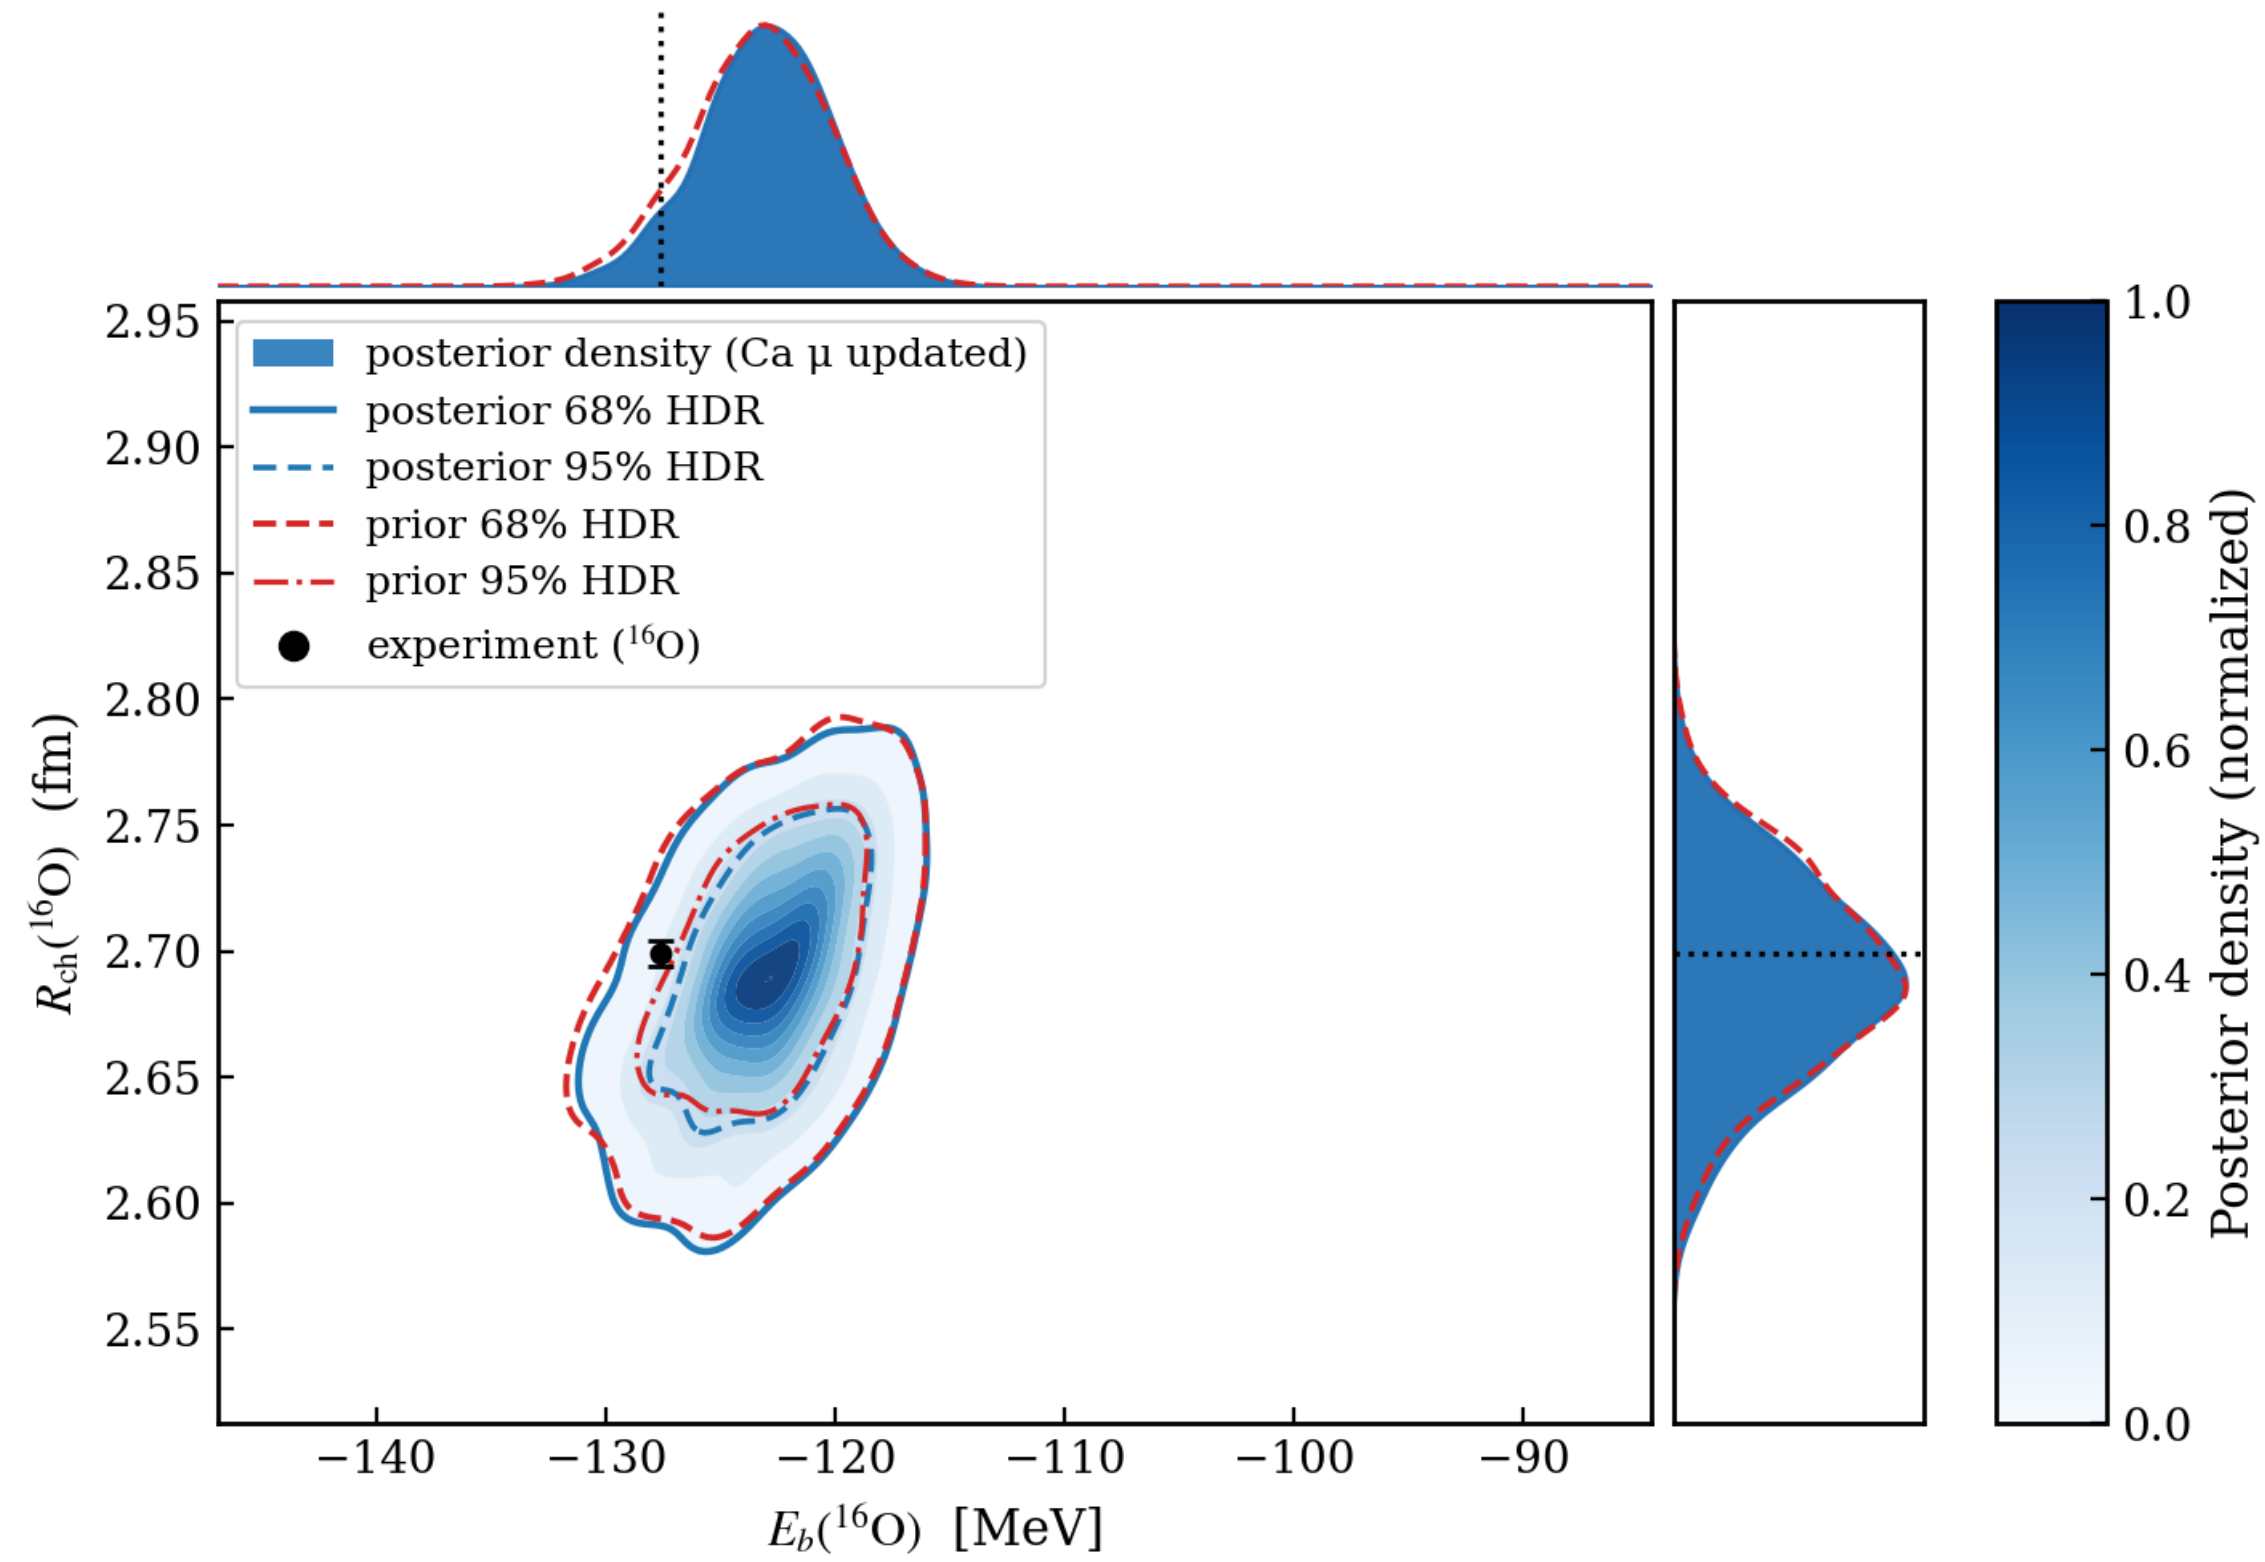 posterior density (Ca μ updated)
posterior 68% HDR
posterior 95% HDR
prior 68% HDR
prior 95% HDR
experiment (¹⁶O)
2.95
2.90
2.85
2.80
2.75
2.70
2.65
2.60
2.55
R_ch(¹⁶O) (fm)
−140 −130 −120 −110 −100 −90
E_b(¹⁶O) [MeV]
1.0
0.8
0.6
0.4
0.2
0.0
Posterior density (normalized)